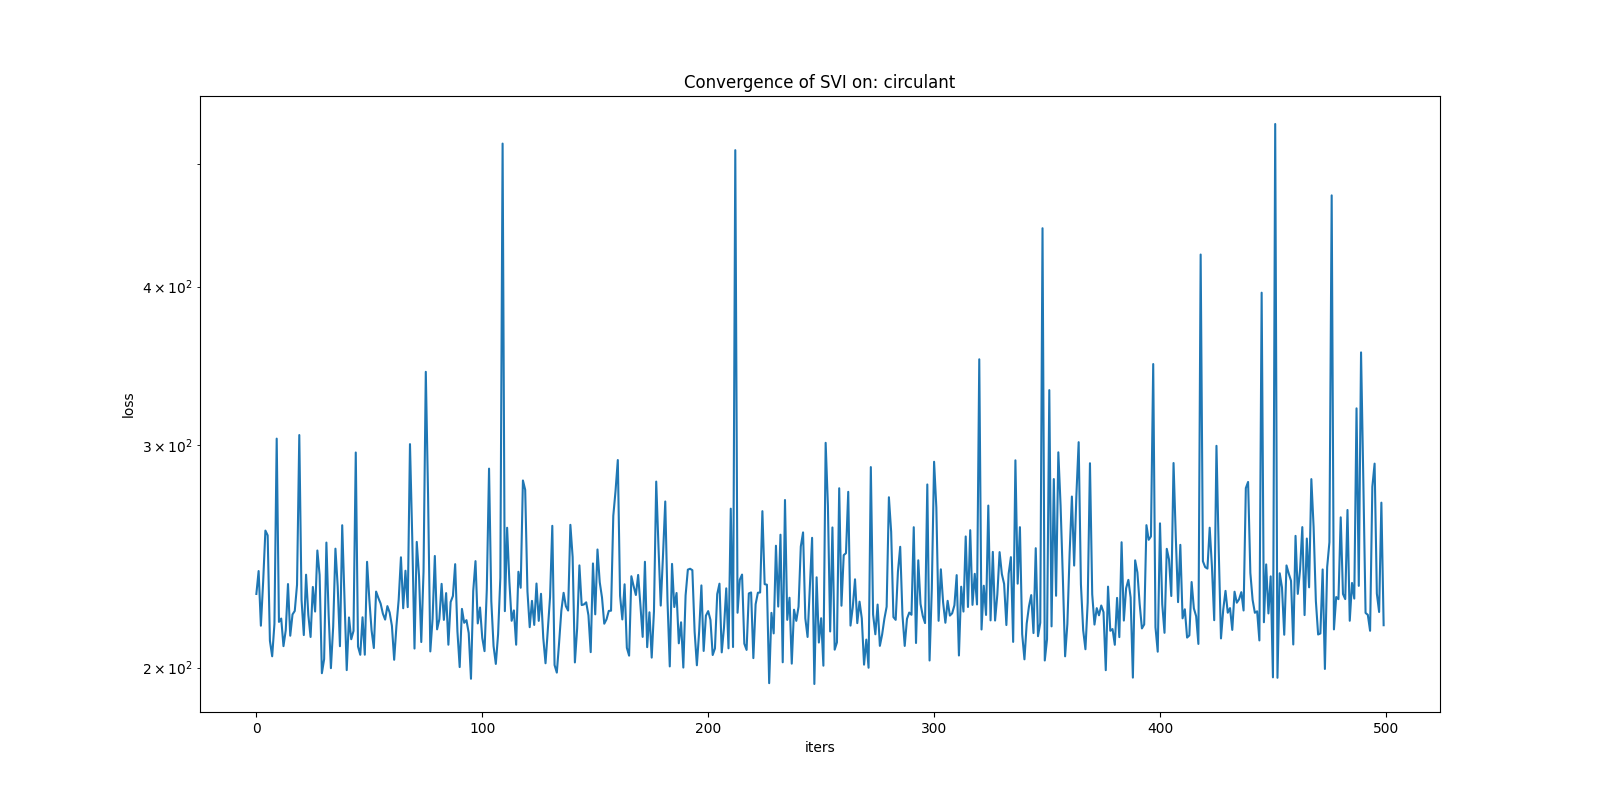 Convergence of SVI on: circulant
loss
4 × 10²
3 × 10²
2 × 10²
0 100 200 300 400 500
iters